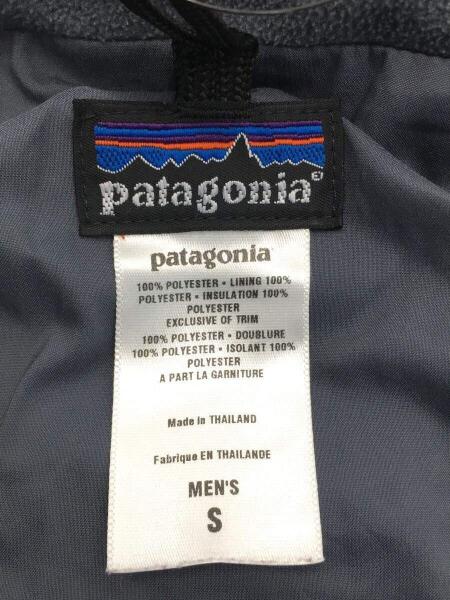 patagonia®
patagonia®
100% POLYESTER • LINING 100%
POLYESTER • INSULATION 100%
POLYESTER
EXCLUSIVE OF TRIM
100% POLYESTER • DOUBLURE
100% POLYESTER • ISOLANT 100%
POLYESTER
A PART LA GARNITURE
Made in THAILAND
Fabrique EN THAILANDE
MEN'S
S